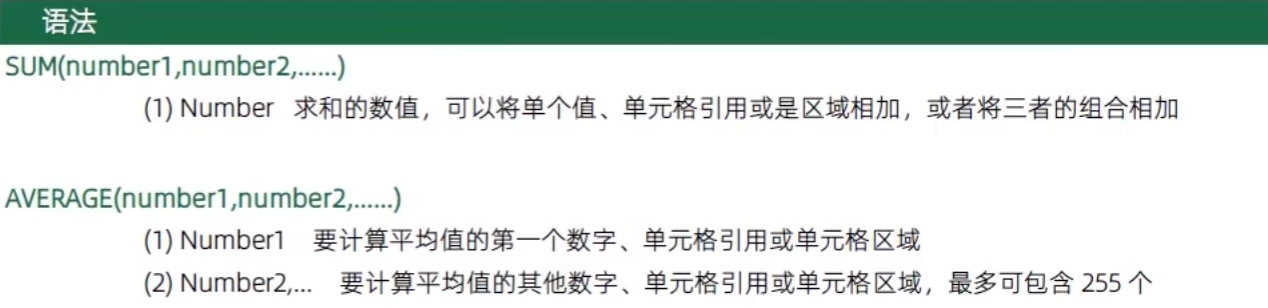 语法
SUM(number1,number2,......)
(1) Number 求和的数值，可以将单个值、单元格引用或是区域相加，或者将三者的组合相加
AVERAGE(number1,number2,......)
(1) Number1 要计算平均值的第一个数字、单元格引用或单元格区域
(2) Number2,... 要计算平均值的其他数字、单元格引用或单元格区域，最多可包含 255 个